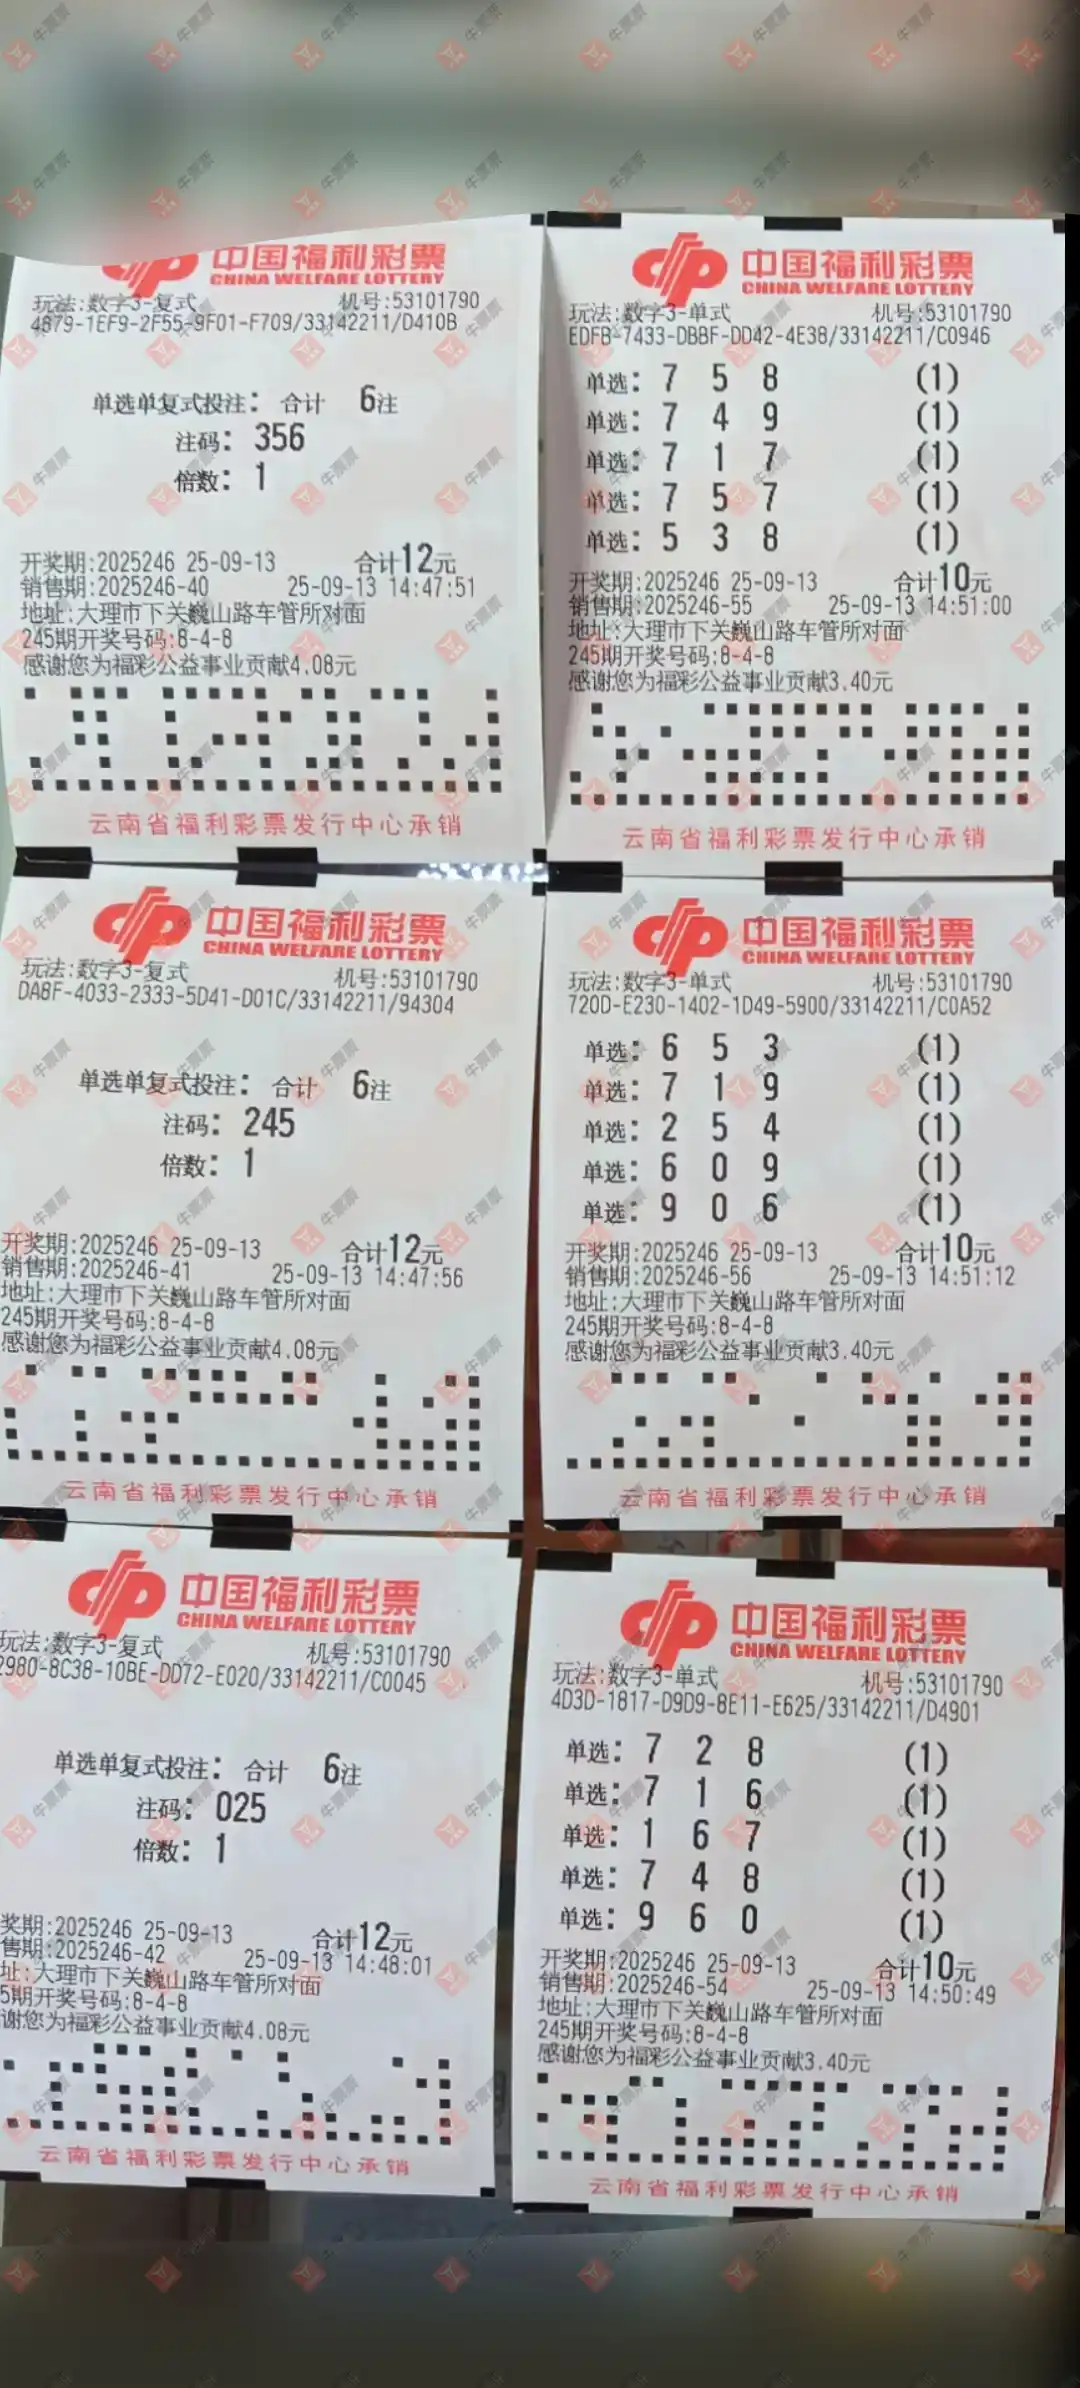 中国福利彩票
CHINA WELFARE LOTTERY
玩法:数字3-复式 机号:53101790
4879-1EF9-2F55-9F01-F709/33142211/D410B
单选单复式投注: 合计 6注
注码: 356
倍数: 1
开奖期:2025246 25-09-13 合计12元
销售期:2025246-40 25-09-13 14:47:51
地址:大理市下关巍山路车管所对面
245期开奖号码:8-4-8
感谢您为福彩公益事业贡献4.08元
云南省福利彩票发行中心承销
中国福利彩票
CHINA WELFARE LOTTERY
玩法:数字3-单式 机号:53101790
EDFB-7433-DBBF-DD42-4E38/33142211/C0946
单选: 7 5 8 (1)
单选: 7 4 9 (1)
单选: 7 1 7 (1)
单选: 7 5 7 (1)
单选: 5 3 8 (1)
开奖期:2025246 25-09-13 合计10元
销售期:2025246-55 25-09-13 14:51:00
地址:大理市下关巍山路车管所对面
245期开奖号码:8-4-8
感谢您为福彩公益事业贡献3.40元
云南省福利彩票发行中心承销
中国福利彩票
CHINA WELFARE LOTTERY
玩法:数字3-复式 机号:53101790
DA8F-4033-2333-5D41-D01C/33142211/94304
单选单复式投注: 合计 6注
注码: 245
倍数: 1
开奖期:2025246 25-09-13 合计12元
销售期:2025246-41 25-09-13 14:47:56
地址:大理市下关巍山路车管所对面
245期开奖号码:8-4-8
感谢您为福彩公益事业贡献4.08元
云南省福利彩票发行中心承销
中国福利彩票
CHINA WELFARE LOTTERY
玩法:数字3-单式 机号:53101790
720D-E230-1402-1D49-5900/33142211/C0A52
单选: 6 5 3 (1)
单选: 7 1 9 (1)
单选: 2 5 4 (1)
单选: 6 0 9 (1)
单选: 9 0 6 (1)
开奖期:2025246 25-09-13 合计10元
销售期:2025246-56 25-09-13 14:51:12
地址:大理市下关巍山路车管所对面
245期开奖号码:8-4-8
感谢您为福彩公益事业贡献3.40元
云南省福利彩票发行中心承销
中国福利彩票
CHINA WELFARE LOTTERY
玩法:数字3-复式 机号:53101790
2980-8C38-10BE-DD72-E020/33142211/C0045
单选单复式投注: 合计 6注
注码: 025
倍数: 1
奖期:2025246 25-09-13 合计12元
售期:2025246-42 25-09-13 14:48:01
址:大理市下关巍山路车管所对面
5期开奖号码:8-4-8
谢您为福彩公益事业贡献4.08元
云南省福利彩票发行中心承销
中国福利彩票
CHINA WELFARE LOTTERY
玩法:数字3-单式 机号:53101790
4D3D-1817-D9D9-8E11-E625/33142211/D4901
单选: 7 2 8 (1)
单选: 7 1 6 (1)
单选: 1 6 7 (1)
单选: 7 4 8 (1)
单选: 9 6 0 (1)
开奖期:2025246 25-09-13 合计10元
销售期:2025246-54 25-09-13 14:50:49
地址:大理市下关巍山路车管所对面
245期开奖号码:8-4-8
感谢您为福彩公益事业贡献3.40元
云南省福利彩票发行中心承销
牛票票